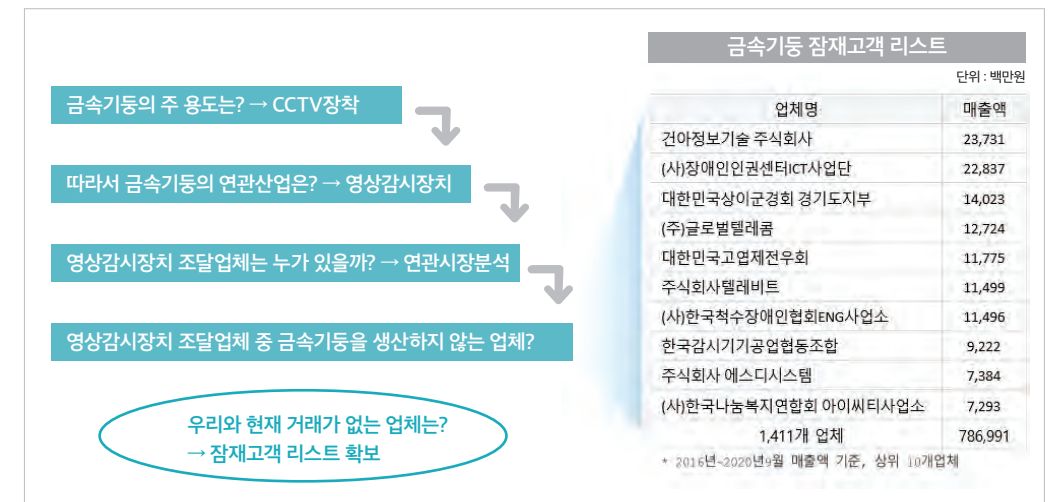 금속기둥의 주 용도는? → CCTV장착
따라서 금속기둥의 연관산업은? → 영상감시장치
영상감시장치 조달업체는 누가 있을까? → 연관시장분석
영상감시장치 조달업체 중 금속기둥을 생산하지 않는 업체?
우리와 현재 거래가 없는 업체는?
→ 잠재고객 리스트 확보
금속기둥 잠재고객 리스트
단위 : 백만원
업체명 매출액
건아정보기술 주식회사 23,731
(사)장애인인권센터ICT사업단 22,837
대한민국상이군경회 경기도지부 14,023
(주)글로벌텔레콤 12,724
대한민국고엽제전우회 11,775
주식회사텔레비트 11,499
(사)한국척수장애인협회ENG사업소 11,496
한국감시기기공업협동조합 9,222
주식회사 에스디시스템 7,384
(사)한국나눔복지연합회 아이씨티사업소 7,293
1,411개 업체 786,991
* 2016년~2020년9월 매출액 기준, 상위 10개업체